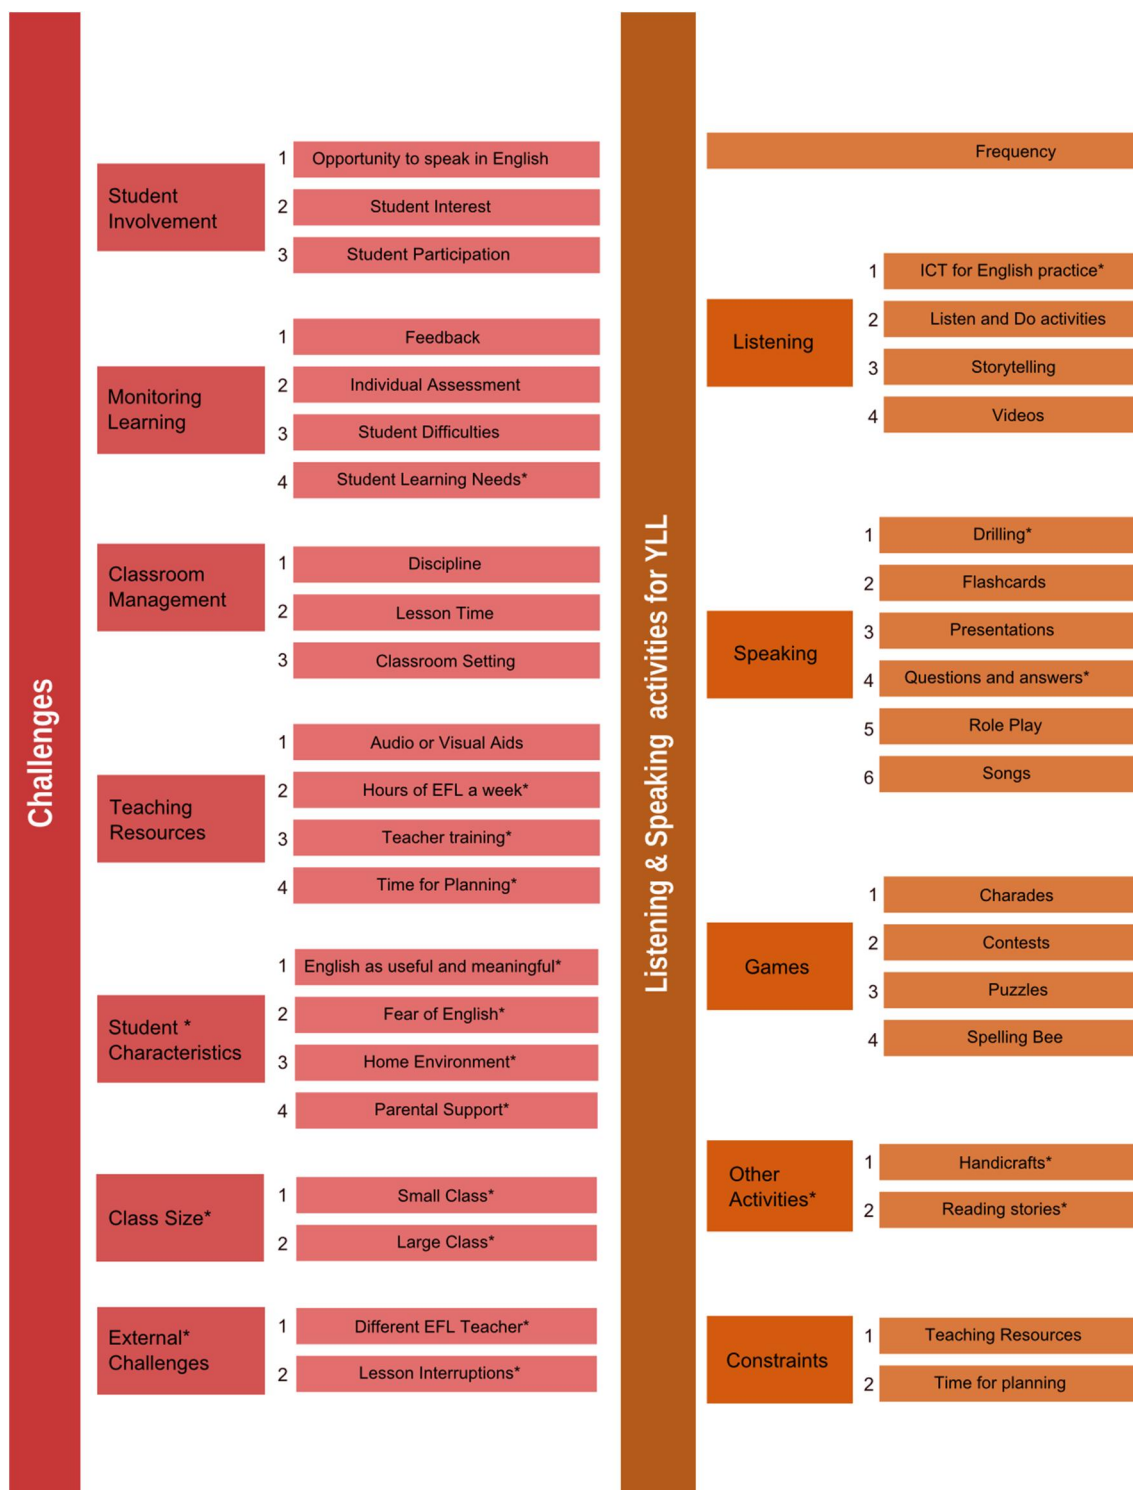 Challenges
Student
Involvement
1 Opportunity to speak in English
2 Student Interest
3 Student Participation
Monitoring
Learning
1 Feedback
2 Individual Assessment
3 Student Difficulties
4 Student Learning Needs*
Classroom
Management
1 Discipline
2 Lesson Time
3 Classroom Setting
Teaching
Resources
1 Audio or Visual Aids
2 Hours of EFL a week*
3 Teacher training*
4 Time for Planning*
Student *
Characteristics
1 English as useful and meaningful*
2 Fear of English*
3 Home Environment*
4 Parental Support*
Class Size*
1 Small Class*
2 Large Class*
External*
Challenges
1 Different EFL Teacher*
2 Lesson Interruptions*
Listening & Speaking activities for YLL
Frequency
Listening
1 ICT for English practice*
2 Listen and Do activities
3 Storytelling
4 Videos
Speaking
1 Drilling*
2 Flashcards
3 Presentations
4 Questions and answers*
5 Role Play
6 Songs
Games
1 Charades
2 Contests
3 Puzzles
4 Spelling Bee
Other
Activities*
1 Handicrafts*
2 Reading stories*
Constraints
1 Teaching Resources
2 Time for planning